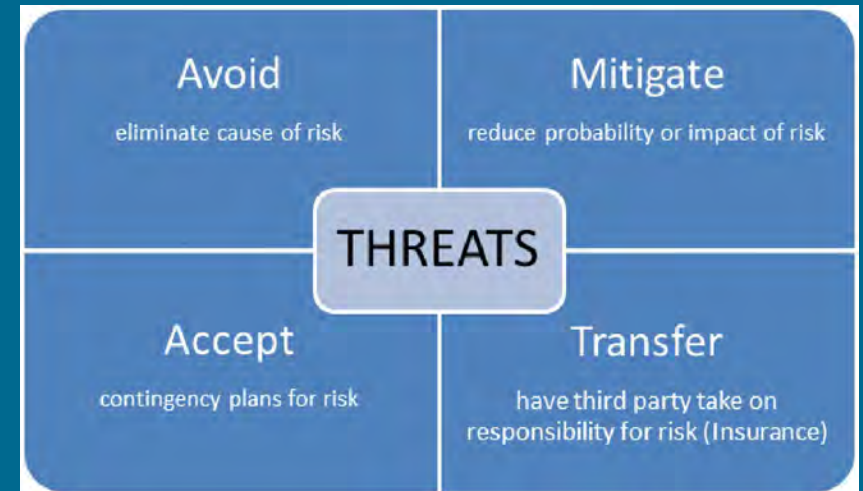 Avoid
eliminate cause of risk
Mitigate
reduce probability or impact of risk
THREATS
Accept
contingency plans for risk
Transfer
have third party take on
responsibility for risk (Insurance)